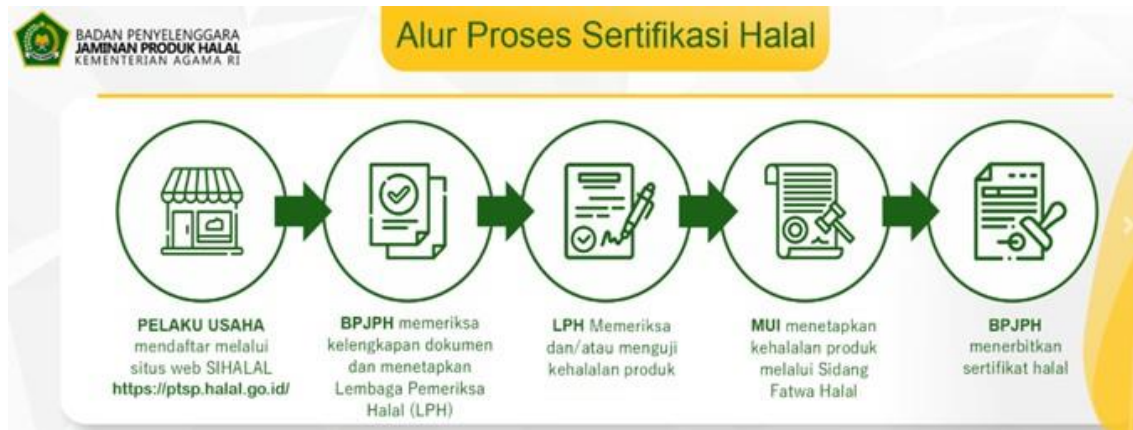 BADAN PENYELENGGARA
JAMINAN PRODUK HALAL
KEMENTERIAN AGAMA RI
Alur Proses Sertifikasi Halal
PELAKU USAHA
mendaftar melalui
situs web SIHALAL
https://ptsp.halal.go.id/
BPJPH memeriksa
kelengkapan dokumen
dan menetapkan
Lembaga Pemeriksa
Halal (LPH)
LPH Memeriksa
dan/atau menguji
kehalalan produk
MUI menetapkan
kehalalan produk
melalui Sidang
Fatwa Halal
BPJPH
menerbitkan
sertifikat halal